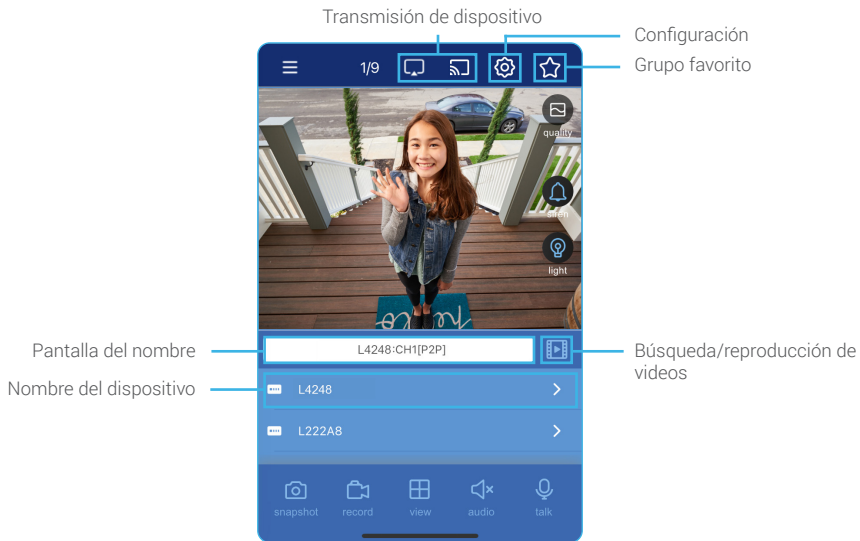 Transmisión de dispositivo
Configuración
1/9
Grupo favorito
quality
siren
light
hello
Pantalla del nombre
L4248:CH1[P2P]
Búsqueda/reproducción de
videos
Nombre del dispositivo
L4248
L222A8
snapshot
record
view
audio
talk